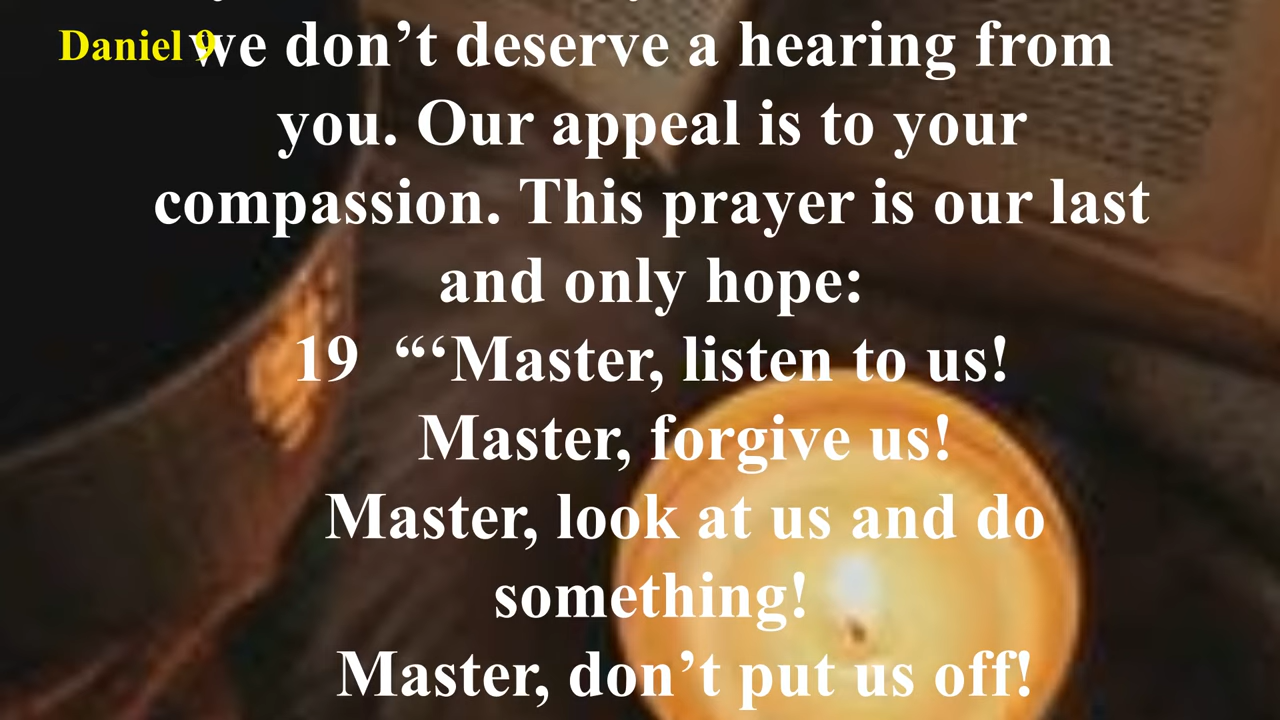 Daniel 9
we don’t deserve a hearing from
you. Our appeal is to your
compassion. This prayer is our last
and only hope:
19 “‘Master, listen to us!
Master, forgive us!
Master, look at us and do
something!
Master, don’t put us off!